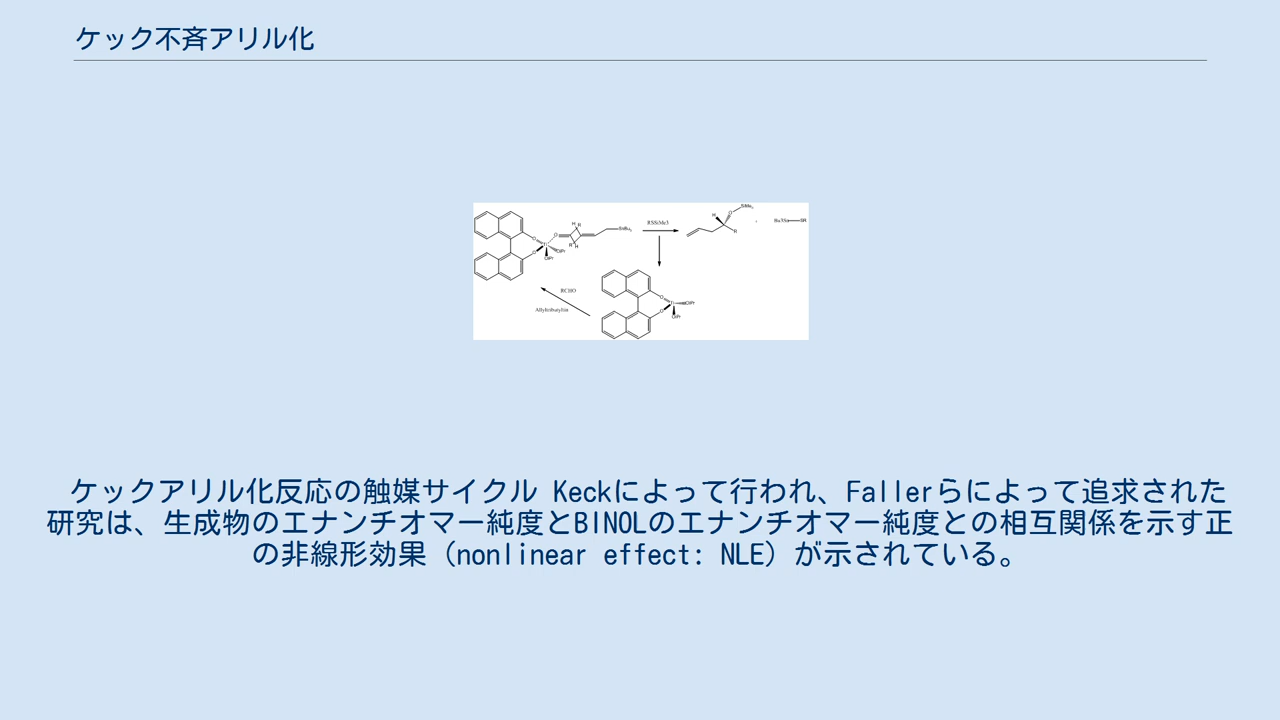 ケック不斉アリル化
RSSiMe3
RCHO
Allyltributyltin
ケックアリル化反応の触媒サイクル Keckによって行われ、Fallerらによって追求された
研究は、生成物のエナンチオマー純度とBINOLのエナンチオマー純度との相互関係を示す正
の非線形効果（nonlinear effect: NLE）が示されている。